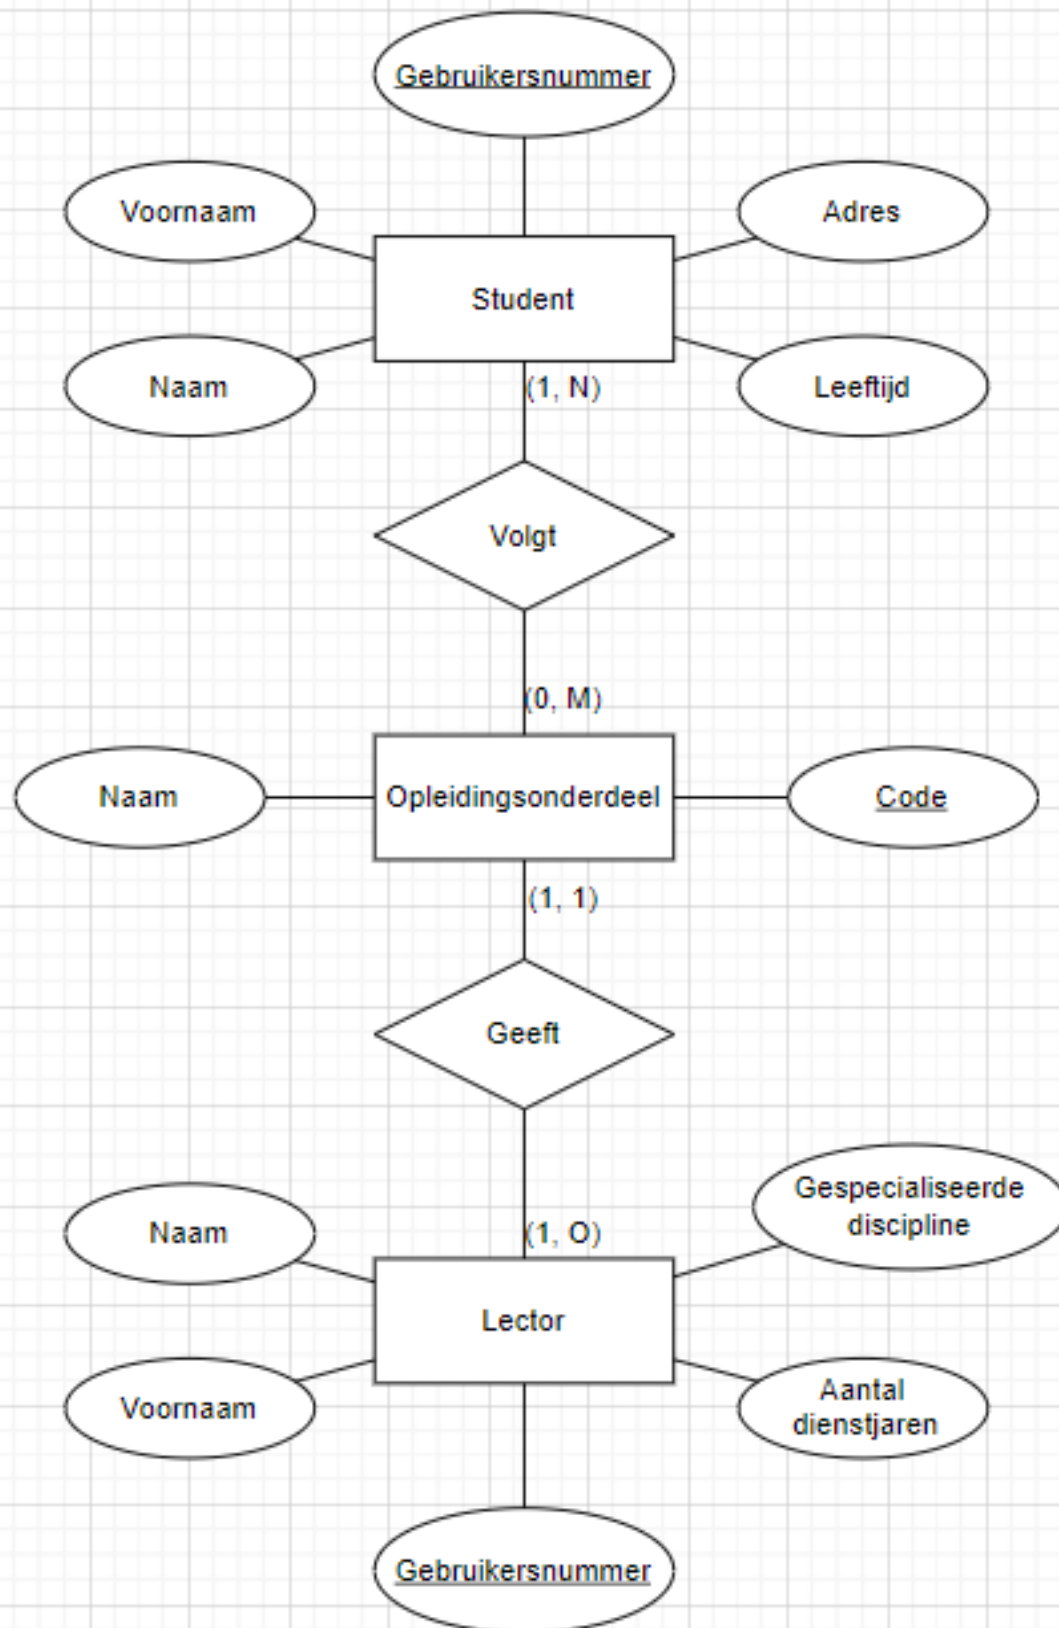 Gebruikersnummer
Voornaam
Adres
Student
Naam
(1, N)
Leeftijd
Volgt
(0, M)
Naam
Opleidingsonderdeel
Code
(1, 1)
Geeft
Gespecialiseerde
discipline
Naam
(1, O)
Lector
Voornaam
Aantal
dienstjaren
Gebruikersnummer